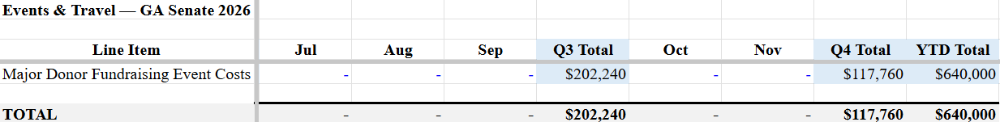 Events & Travel — GA Senate 2026
Line Item Jul Aug Sep Q3 Total Oct Nov Q4 Total YTD Total
Major Donor Fundraising Event Costs - - - $202,240 - - $117,760 $640,000
TOTAL - - - $202,240 - - $117,760 $640,000